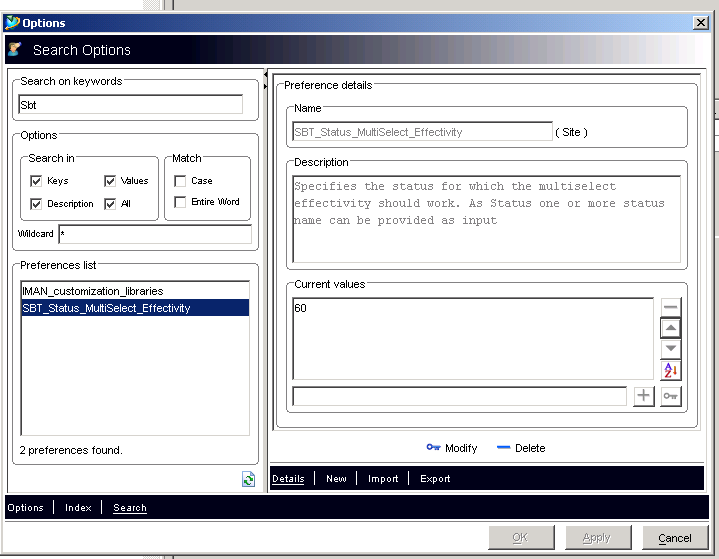 Options
Search Options
Search on keywords
Sbt
Options
Search in
Match
Keys
Values
Case
Description
All
Entire Word
Wildcard *
Preferences list
IMAN_customization_libraries
SBT_Status_MultiSelect_Effectivity
2 preferences found.
Preference details
Name
SBT_Status_MultiSelect_Effectivity ( Site )
Description
Specifies the status for which the multiselect
effectivity should work. As Status one or more status
name can be provided as input
Current values
60
A
Z
Modify Delete
Details New Import Export
Options Index Search
OK Apply Cancel